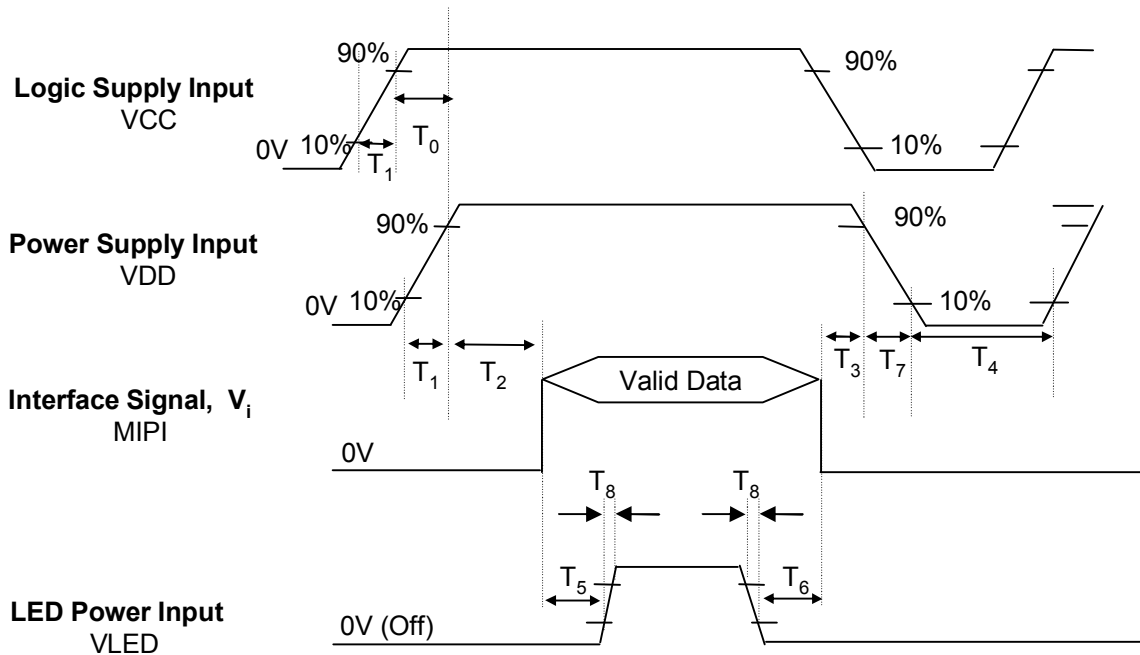 90%
90%
Logic Supply Input
VCC
0V 10%
T1
T0
10%
90%
90%
Power Supply Input
VDD
0V 10%
10%
T1
T2
T3
T7
T4
Valid Data
Interface Signal, Vi
MIPI
0V
T8
T8
T5
T6
LED Power Input
VLED
0V (Off)